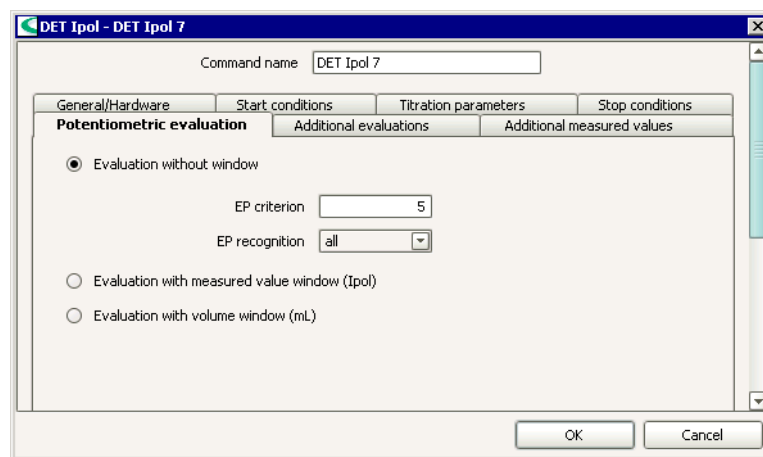 DET Ipol - DET Ipol 7
Command name DET Ipol 7
General/Hardware Start conditions Titration parameters Stop conditions
Potentiometric evaluation Additional evaluations Additional measured values
Evaluation without window
EP criterion 5
EP recognition all
Evaluation with measured value window (Ipol)
Evaluation with volume window (mL)
OK Cancel